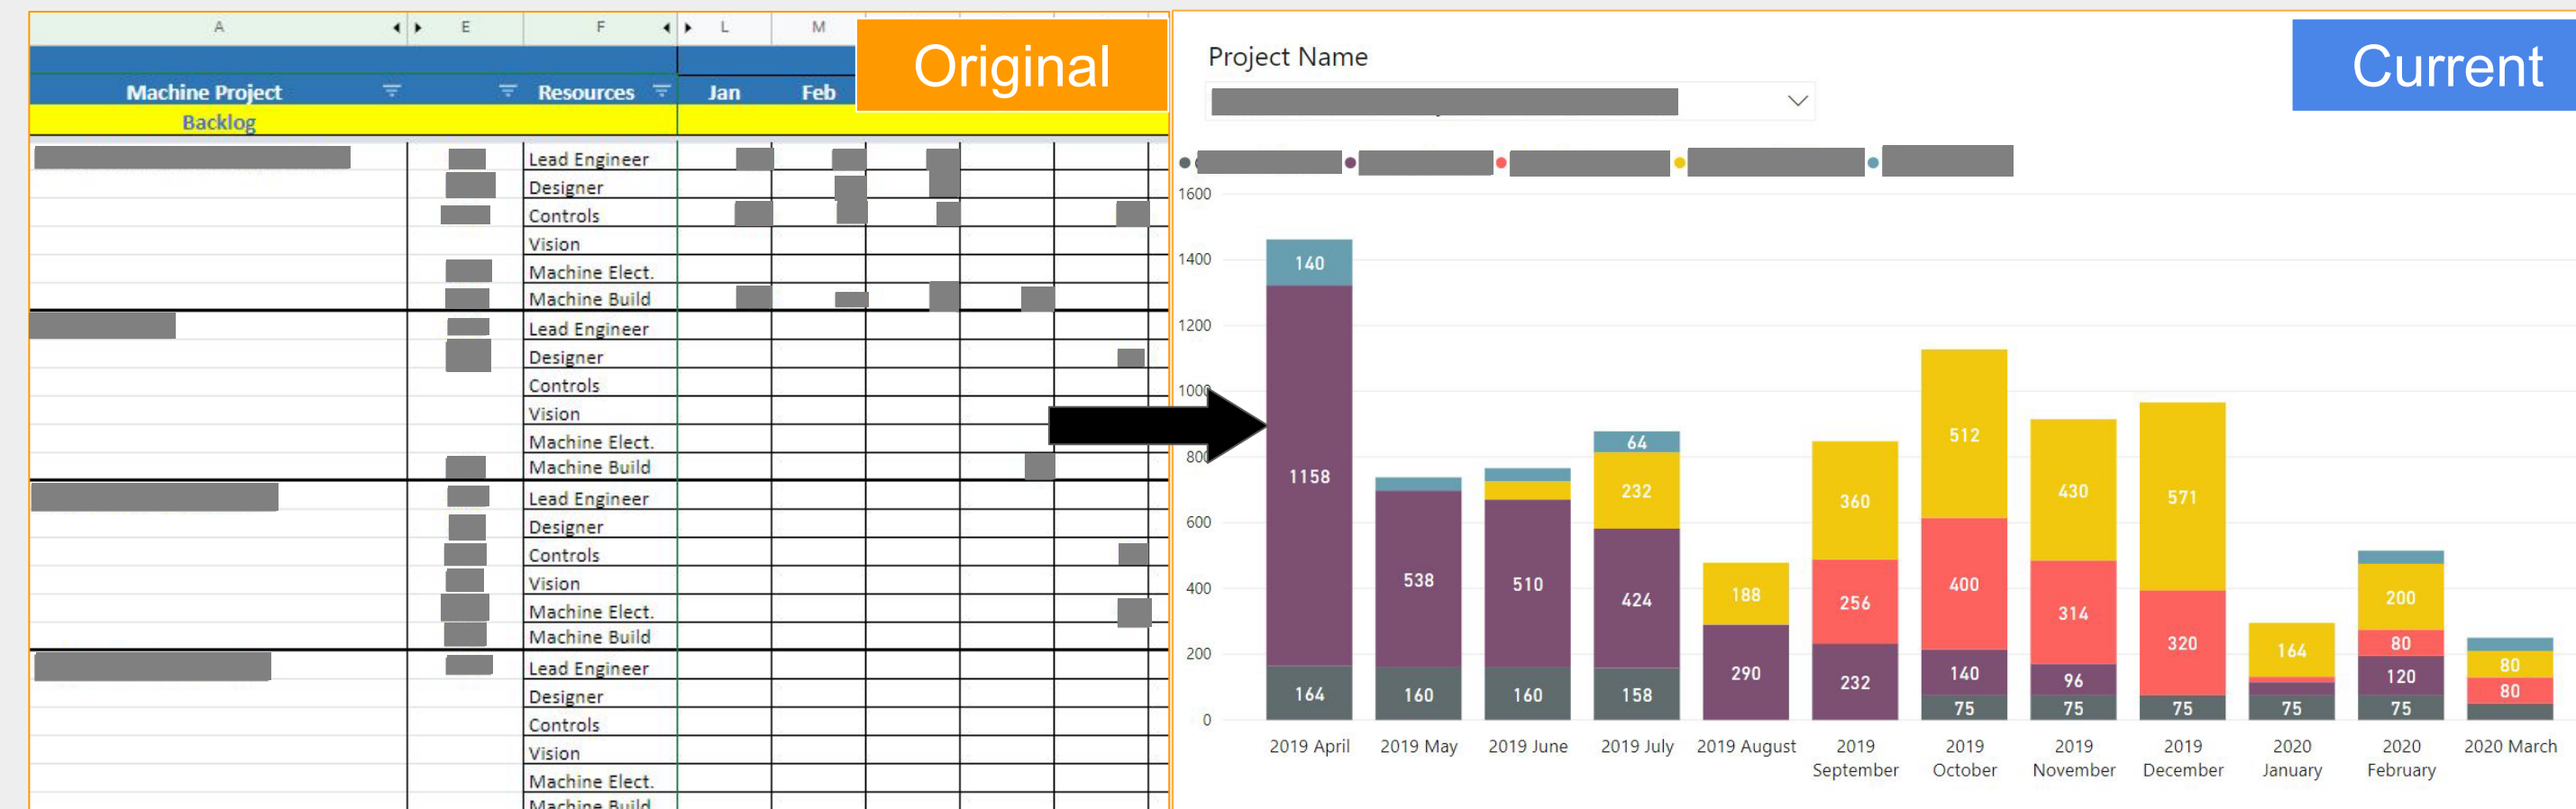 A E F L M
Original
Machine Project Resources Jan Feb
Backlog
Lead Engineer
Designer
Controls
Vision
Machine Elect.
Machine Build
Lead Engineer
Designer
Controls
Vision
Machine Elect.
Machine Build
Lead Engineer
Designer
Controls
Vision
Machine Elect.
Machine Build
Lead Engineer
Designer
Controls
Vision
Machine Elect.
Machine Build
Project Name
Current
1600
1400
1200
1000
800
600
400
200
0
140
1158
164
538
160
510
160
64
232
424
158
188
290
360
256
232
512
400
140
75
430
314
96
75
571
320
75
164
75
200
80
120
75
80
80
2019 April 2019 May 2019 June 2019 July 2019 August 2019 September 2019 October 2019 November 2019 December 2020 January 2020 February 2020 March